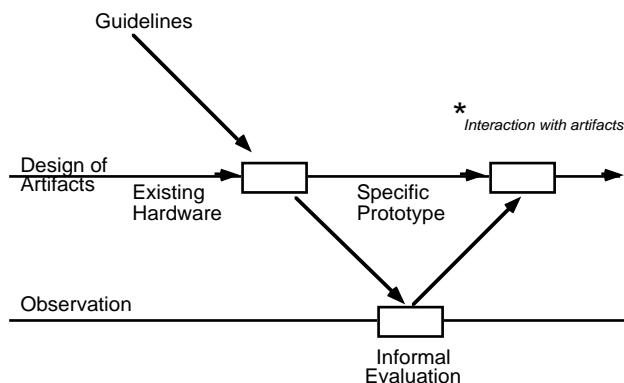 Guidelines
*
Interaction with artifacts
Design of
Artifacts
Existing
Hardware
Specific
Prototype
Observation
Informal
Evaluation